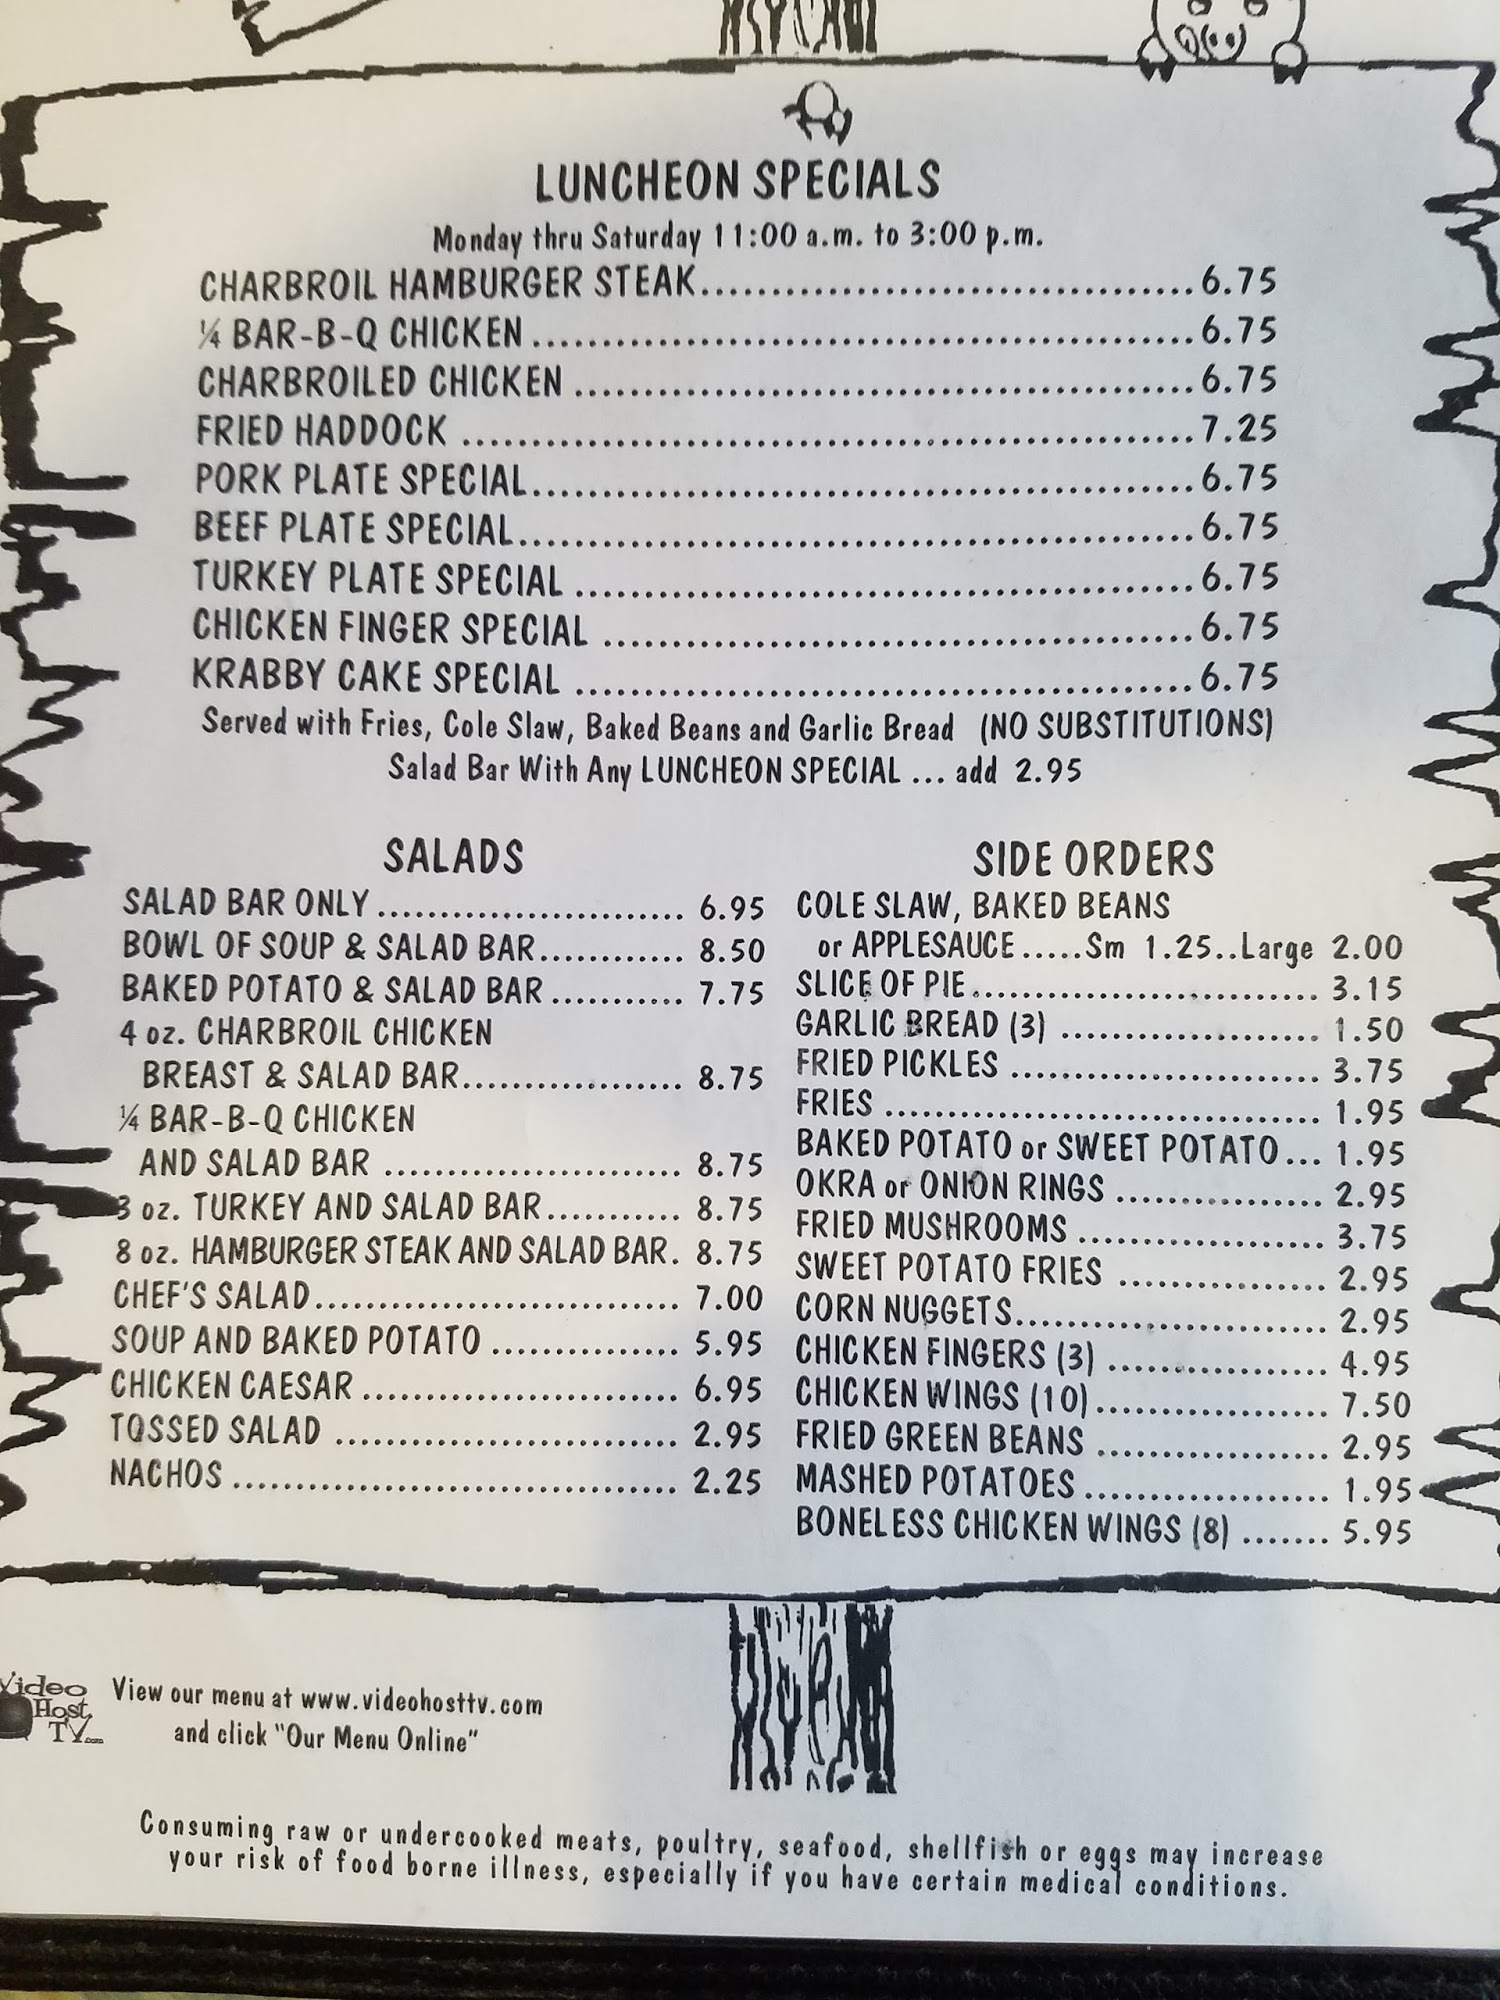 LUNCHEON SPECIALS
Monday thru Saturday 11:00 a.m. to 3:00 p.m.
CHARBROIL HAMBURGER STEAK.................................... 6.75
¼ BAR-B-Q CHICKEN ................................................ 6.75
CHARBROILED CHICKEN ............................................. 6.75
FRIED HADDOCK ..................................................... 7.25
PORK PLATE SPECIAL................................................ 6.75
BEEF PLATE SPECIAL................................................. 6.75
TURKEY PLATE SPECIAL ............................................. 6.75
CHICKEN FINGER SPECIAL ........................................... 6.75
KRABBY CAKE SPECIAL ............................................. 6.75
Served with Fries, Cole Slaw, Baked Beans and Garlic Bread (NO SUBSTITUTIONS)
Salad Bar With Any LUNCHEON SPECIAL ... add 2.95
SALADS
SALAD BAR ONLY ........................ 6.95
BOWL OF SOUP & SALAD BAR............ 8.50
BAKED POTATO & SALAD BAR ........... 7.75
4 oz. CHARBROIL CHICKEN
BREAST & SALAD BAR.................. 8.75
¼ BAR-B-Q CHICKEN
AND SALAD BAR ........................ 8.75
3 oz. TURKEY AND SALAD BAR........... 8.75
8 oz. HAMBURGER STEAK AND SALAD BAR. 8.75
CHEF'S SALAD............................. 7.00
SOUP AND BAKED POTATO ............... 5.95
CHICKEN CAESAR ......................... 6.95
TOSSED SALAD ........................... 2.95
NACHOS ................................... 2.25
SIDE ORDERS
COLE SLAW, BAKED BEANS
or APPLESAUCE.....Sm 1.25..Large 2.00
SLICE OF PIE............................ 3.15
GARLIC BREAD (3) ..................... 1.50
FRIED PICKLES ......................... 3.75
FRIES ................................... 1.95
BAKED POTATO or SWEET POTATO... 1.95
OKRA or ONION RINGS ................. 2.95
FRIED MUSHROOMS .................... 3.75
SWEET POTATO FRIES ................. 2.95
CORN NUGGETS......................... 2.95
CHICKEN FINGERS (3) .................. 4.95
CHICKEN WINGS (10)................... 7.50
FRIED GREEN BEANS ................... 2.95
MASHED POTATOES .................... 1.95
BONELESS CHICKEN WINGS (8) ....... 5.95
Video
Host
TV.com
View our menu at www.videohosttv.com
and click "Our Menu Online"
Consuming raw or undercooked meats, poultry, seafood, shellfish or eggs may increase
your risk of food borne illness, especially if you have certain medical conditions.